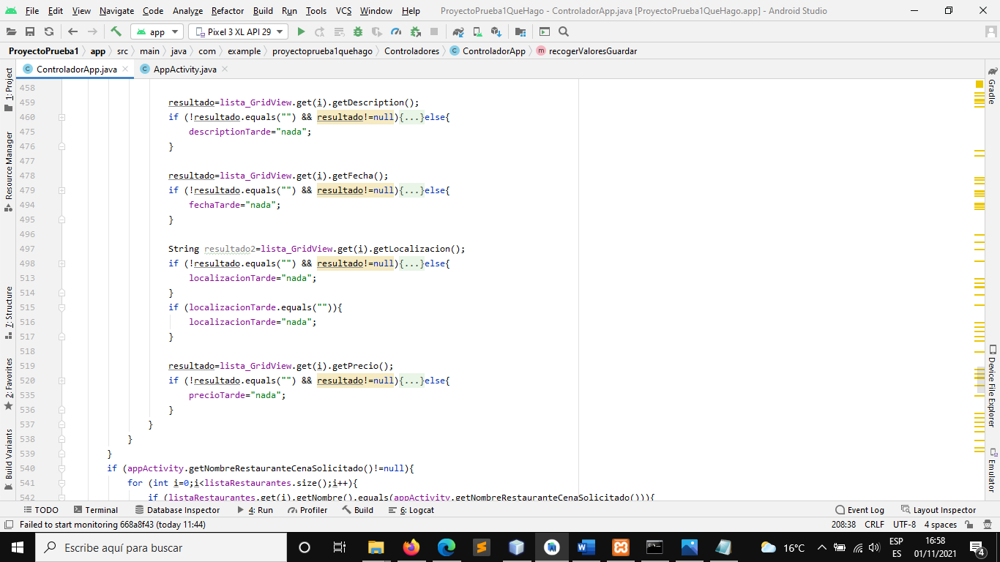 File Edit View Navigate Code Analyze Refactor Build Run Tools VCS Window Help ProyectoPrueba1QueHago - ControladorApp.java [ProyectoPrueba1QueHago.app] - Android Studio
app Pixel 3 XL API 29
ProyectoPrueba1 app src main java com example proyectoprueba1quehago Controladores C ControladorApp m recogerValoresGuardar
C ControladorApp.java C AppActivity.java
1: Project
Resource Manager
7: Structure
2: Favorites
Build Variants
458
459 resultado=lista_GridView.get(i).getDescription();
460 if (!resultado.equals("") && resultado!=null){...}else{
475 descriptionTarde="nada";
476 }
477
478 resultado=lista_GridView.get(i).getFecha();
479 if (!resultado.equals("") && resultado!=null){...}else{
494 fechaTarde="nada";
495 }
496
497 String resultado2=lista_GridView.get(i).getLocalizacion();
498 if (!resultado.equals("") && resultado!=null){...}else{
513 localizacionTarde="nada";
514 }
515 if (localizacionTarde.equals("")){
516 localizacionTarde="nada";
517 }
518
519 resultado=lista_GridView.get(i).getPrecio();
520 if (!resultado.equals("") && resultado!=null){...}else{
535 precioTarde="nada";
536 }
537 }
538 }
539 }
540 if (appActivity.getNombreRestauranteCenaSolicitado()!=null){
541 for (int i=0;i<listaRestaurantes.size();i++){
542 if (listaRestaurantes.get(i).getNombre().equals(appActivity.getNombreRestauranteCenaSolicitado())){
Gradle
Device File Explorer
Emulator
TODO Terminal Database Inspector 4: Run Profiler Build 6: Logcat Event Log Layout Inspector
Failed to start monitoring 668a8f43 (today 11:44) 208:38 CRLF UTF-8 4 spaces
Escribe aquí para buscar 16°C ESP 16:58
ES 01/11/2021 4